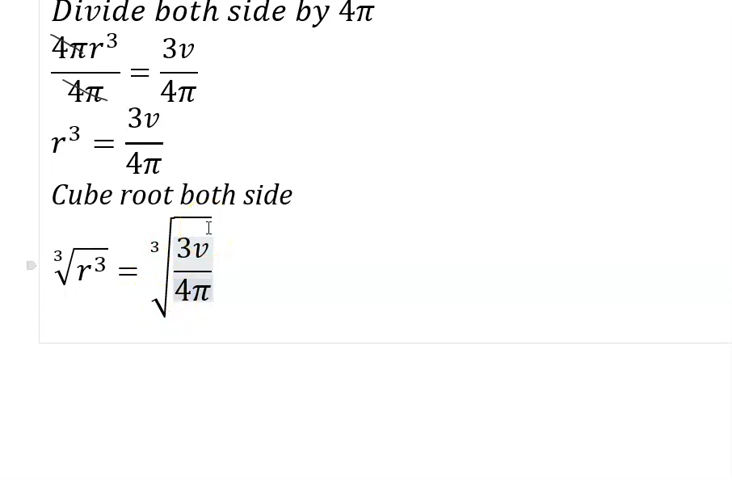 Divide both side by 4π
4πr³/4π = 3v/4π
r³ = 3v/4π
Cube root both side
∛r³ = ∛(3v/4π)